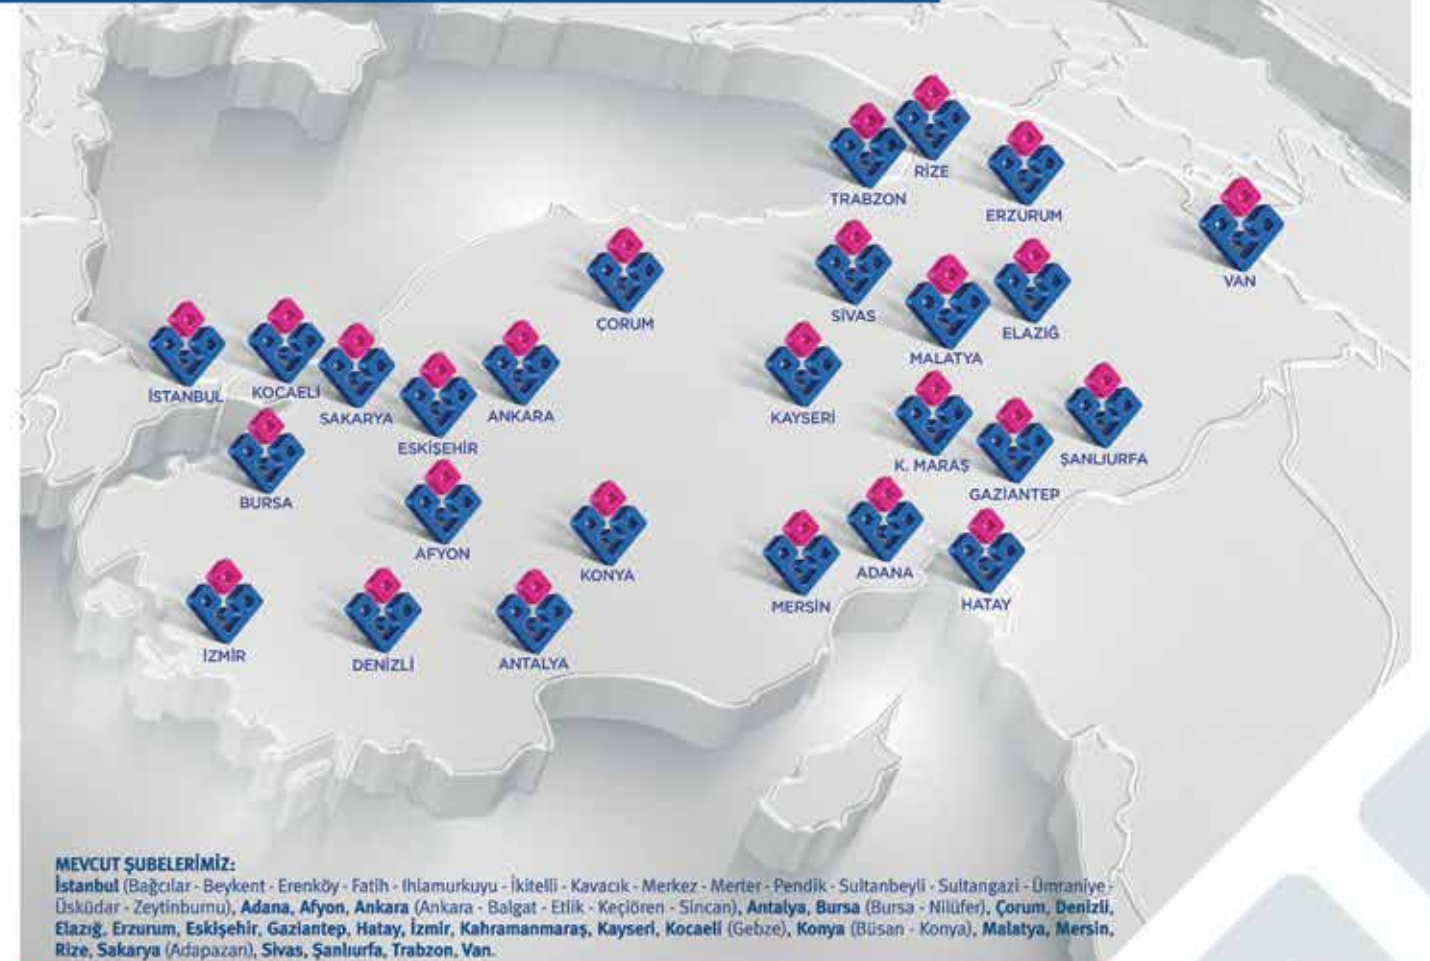 RİZE
TRABZON
ERZURUM
VAN
ÇORUM
SİVAS
ELAZIĞ
MALATYA
İSTANBUL
KOCAELİ
SAKARYA
ANKARA
KAYSERİ
ESKİŞEHİR
K. MARAŞ
ŞANLIURFA
GAZİANTEP
BURSA
AFYON
KONYA
ADANA
MERSİN
HATAY
İZMİR
DENİZLİ
ANTALYA
MEVCUT ŞUBELERİMİZ:
İstanbul (Bağcılar - Beykent - Erenköy - Fatih - Ihlamurkuyu - İkitelli - Kavacık - Merkez - Merter - Pendik - Sultanbeyli - Sultangazi - Ümraniye -
Üsküdar - Zeytinburnu), Adana, Afyon, Ankara (Ankara - Balgat - Etlik - Keçiören - Sincan), Antalya, Bursa (Bursa - Nilüfer), Çorum, Denizli,
Elazığ, Erzurum, Eskişehir, Gaziantep, Hatay, İzmir, Kahramanmaraş, Kayseri, Kocaeli (Gebze), Konya (Büsan - Konya), Malatya, Mersin,
Rize, Sakarya (Adapazarı), Sivas, Şanlıurfa, Trabzon, Van.